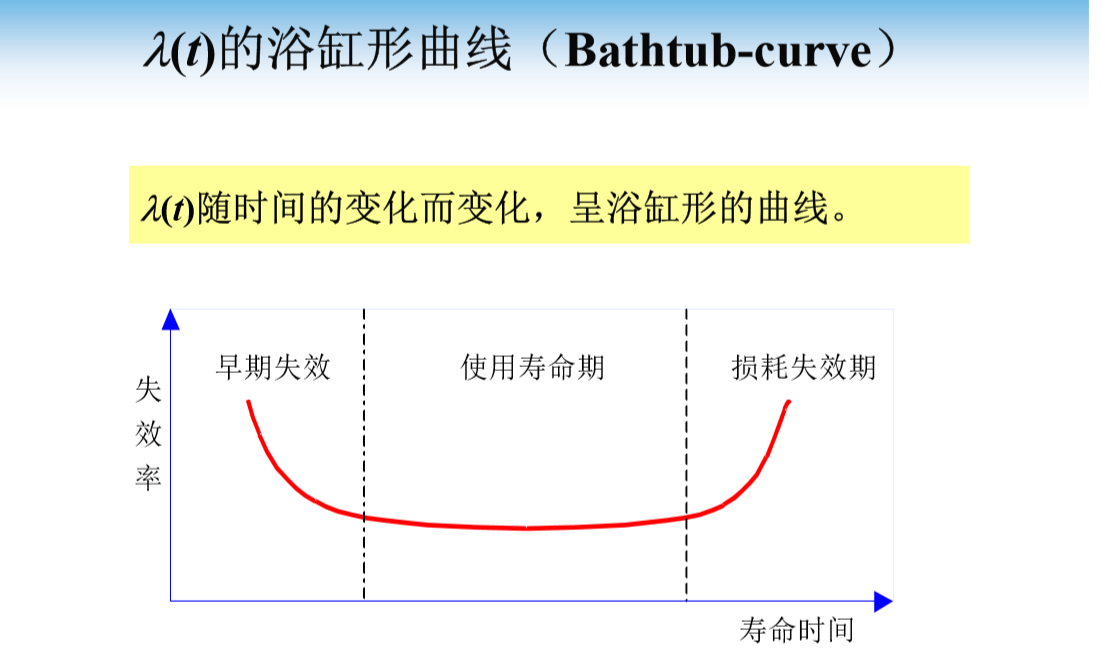 λ(t)的浴缸形曲线（Bathtub-curve）
λ(t)随时间的变化而变化，呈浴缸形的曲线。
早期失效
使用寿命期
损耗失效期
失效率
寿命时间